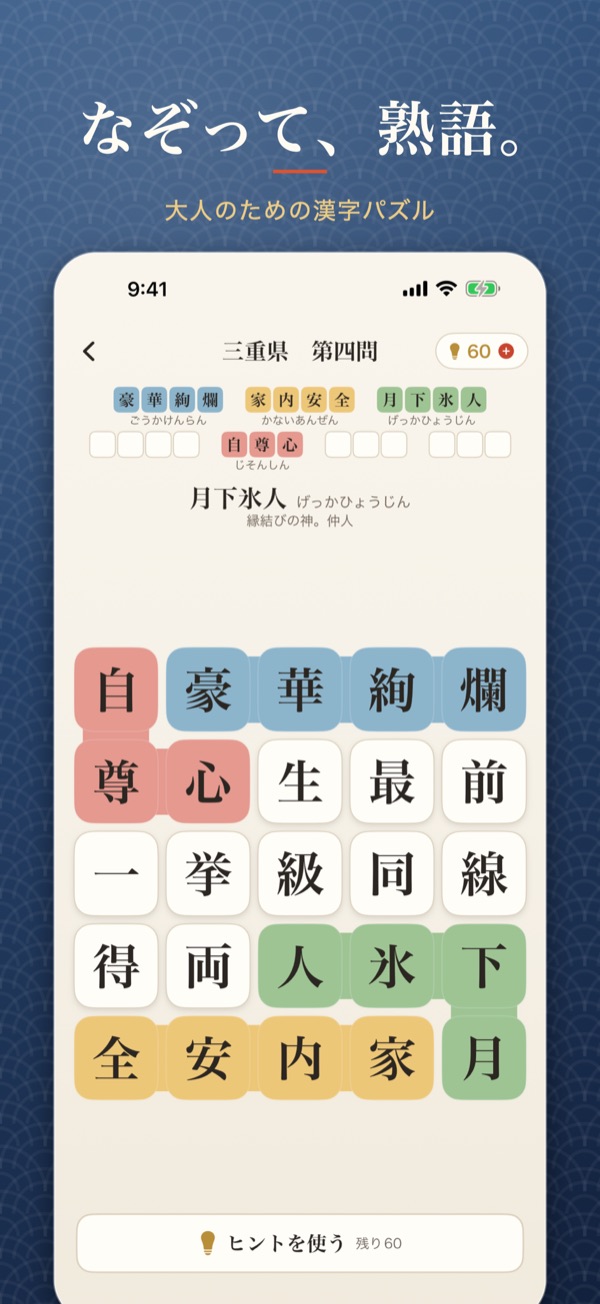 なぞって、熟語。
大人のための漢字パズル
9:41
三重県　第四問
60
豪華絢爛 家内安全 月下氷人
ごうかけんらん かないあんぜん げっかひょうじん
自尊心
じそんしん
月下氷人 げっかひょうじん
縁結びの神。仲人
自豪華絢爛
尊心生最前
一挙級同線
得両人氷下
全安内家月
ヒントを使う 残り60